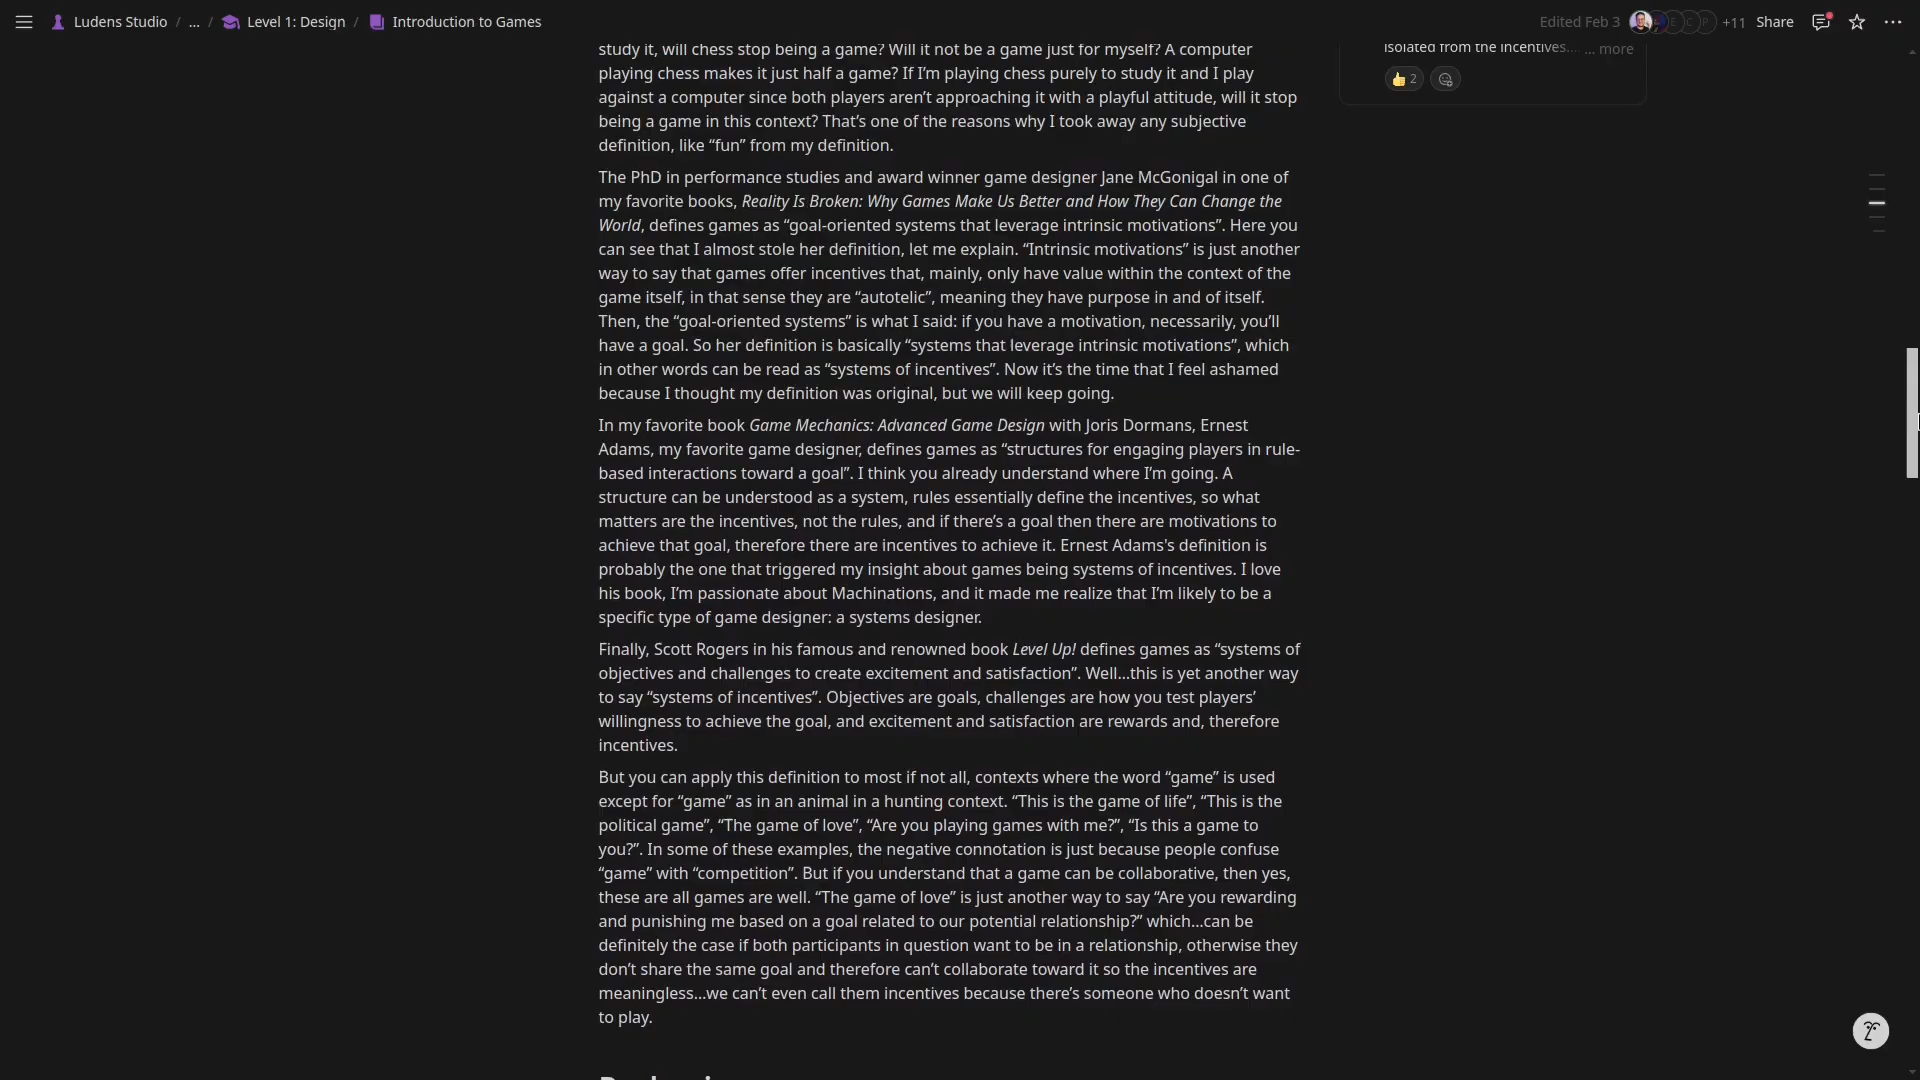 Ludens Studio / ... / Level 1: Design / Introduction to Games
Edited Feb 3 E C P +11 Share
study it, will chess stop being a game? Will it not be a game just for myself? A computer
playing chess makes it just half a game? If I’m playing chess purely to study it and I play
against a computer since both players aren’t approaching it with a playful attitude, will it stop
being a game in this context? That’s one of the reasons why I took away any subjective
definition, like “fun” from my definition.
The PhD in performance studies and award winner game designer Jane McGonigal in one of
my favorite books, Reality Is Broken: Why Games Make Us Better and How They Can Change the
World, defines games as “goal-oriented systems that leverage intrinsic motivations”. Here you
can see that I almost stole her definition, let me explain. “Intrinsic motivations” is just another
way to say that games offer incentives that, mainly, only have value within the context of the
game itself, in that sense they are “autotelic”, meaning they have purpose in and of itself.
Then, the “goal-oriented systems” is what I said: if you have a motivation, necessarily, you’ll
have a goal. So her definition is basically “systems that leverage intrinsic motivations”, which
in other words can be read as “systems of incentives”. Now it’s the time that I feel ashamed
because I thought my definition was original, but we will keep going.
In my favorite book Game Mechanics: Advanced Game Design with Joris Dormans, Ernest
Adams, my favorite game designer, defines games as “structures for engaging players in rule-
based interactions toward a goal”. I think you already understand where I’m going. A
structure can be understood as a system, rules essentially define the incentives, so what
matters are the incentives, not the rules, and if there’s a goal then there are motivations to
achieve that goal, therefore there are incentives to achieve it. Ernest Adams's definition is
probably the one that triggered my insight about games being systems of incentives. I love
his book, I’m passionate about Machinations, and it made me realize that I’m likely to be a
specific type of game designer: a systems designer.
Finally, Scott Rogers in his famous and renowned book Level Up! defines games as “systems of
objectives and challenges to create excitement and satisfaction”. Well…this is yet another way
to say “systems of incentives”. Objectives are goals, challenges are how you test players’
willingness to achieve the goal, and excitement and satisfaction are rewards and, therefore
incentives.
But you can apply this definition to most if not all, contexts where the word “game” is used
except for “game” as in an animal in a hunting context. “This is the game of life”, “This is the
political game”, “The game of love”, “Are you playing games with me?”, “Is this a game to
you?”. In some of these examples, the negative connotation is just because people confuse
“game” with “competition”. But if you understand that a game can be collaborative, then yes,
these are all games are well. “The game of love” is just another way to say “Are you rewarding
and punishing me based on a goal related to our potential relationship?” which…can be
definitely the case if both participants in question want to be in a relationship, otherwise they
don’t share the same goal and therefore can’t collaborate toward it so the incentives are
meaningless…we can’t even call them incentives because there’s someone who doesn’t want
to play.
isolated from the incentives… … more
👍 2